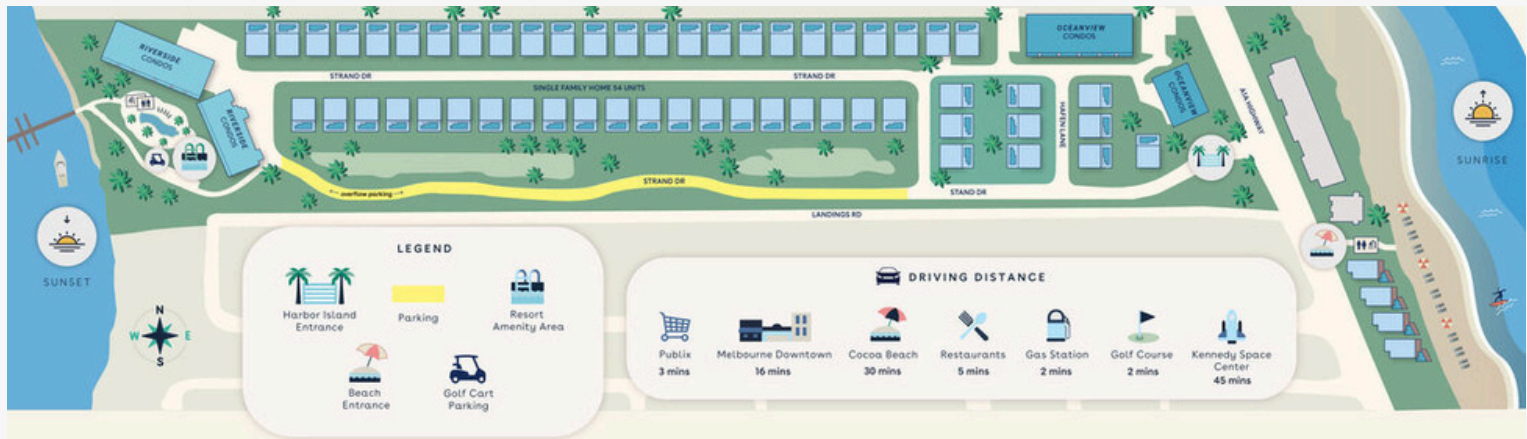 RIVERSIDE
CONDOS
RIVERSIDE
CONDOS
OCEANVIEW
CONDOS
OCEANVIEW
CONDOS
STRAND DR
STRAND DR
SINGLE FAMILY HOME 54 UNITS
HAFEN LANE
A1A HIGHWAY
SUNRISE
overflow parking
STRAND DR
STAND DR
LANDINGS RD
SUNSET
N
W
E
S
LEGEND
Harbor Island
Entrance
Parking
Resort
Amenity Area
Beach
Entrance
Golf Cart
Parking
DRIVING DISTANCE
Publix
3 mins
Melbourne Downtown
16 mins
Cocoa Beach
30 mins
Restaurants
5 mins
Gas Station
2 mins
Golf Course
2 mins
Kennedy Space
Center
45 mins